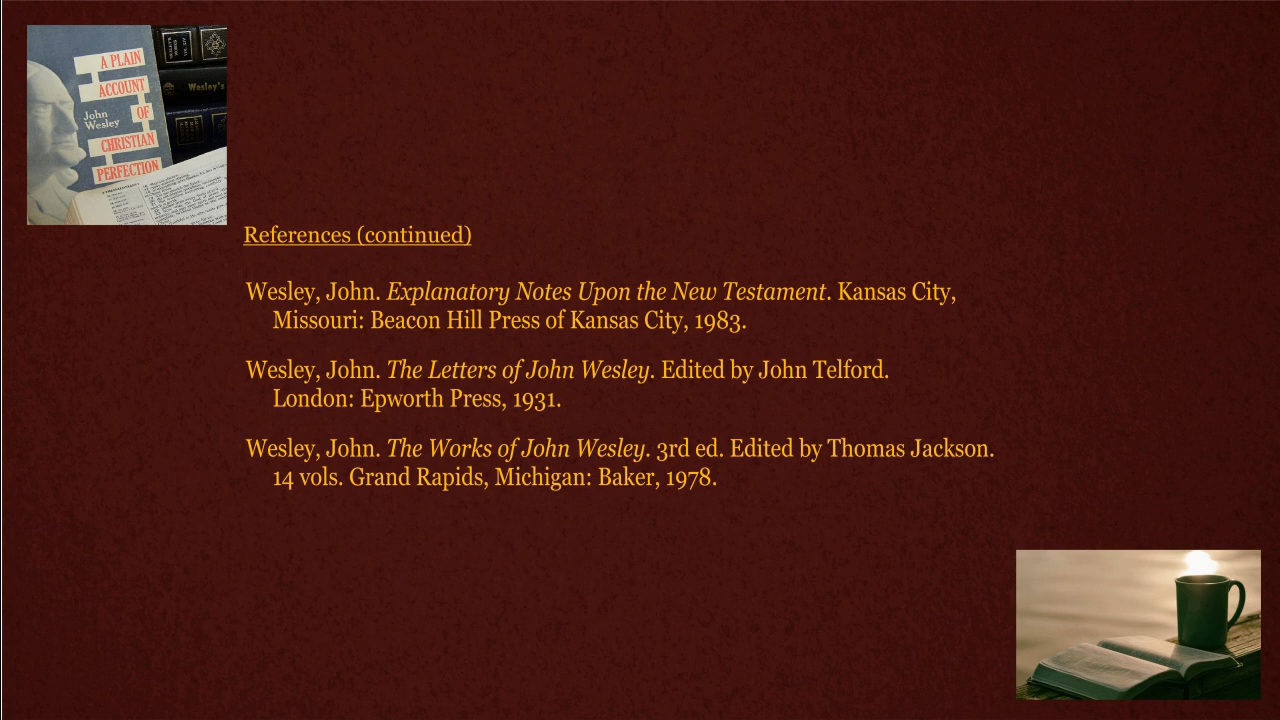 A PLAIN
ACCOUNT
John
Wesley
OF
CHRISTIAN
PERFECTION
Wesley's
References (continued)
Wesley, John. Explanatory Notes Upon the New Testament. Kansas City,
Missouri: Beacon Hill Press of Kansas City, 1983.
Wesley, John. The Letters of John Wesley. Edited by John Telford.
London: Epworth Press, 1931.
Wesley, John. The Works of John Wesley. 3rd ed. Edited by Thomas Jackson.
14 vols. Grand Rapids, Michigan: Baker, 1978.